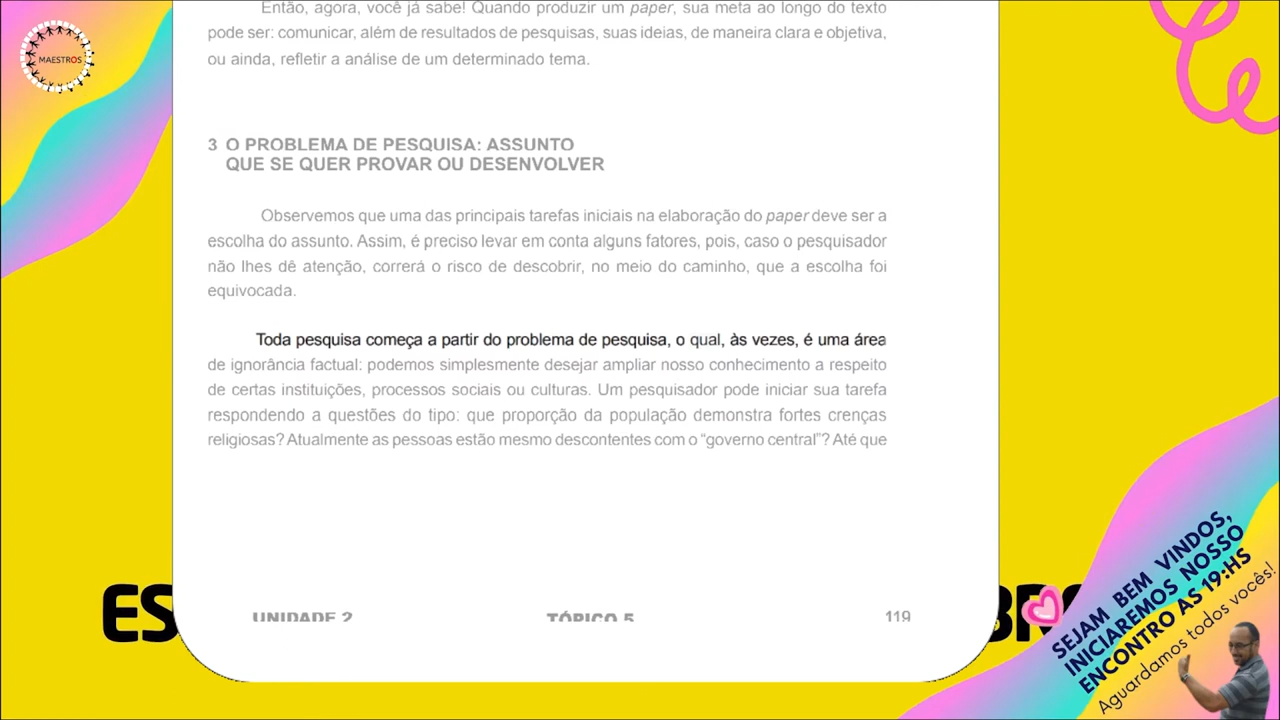 MAESTROS
Então, agora, você já sabe! Quando produzir um paper, sua meta ao longo do texto
pode ser: comunicar, além de resultados de pesquisas, suas ideias, de maneira clara e objetiva,
ou ainda, refletir a análise de um determinado tema.
3 O PROBLEMA DE PESQUISA: ASSUNTO
QUE SE QUER PROVAR OU DESENVOLVER
Observemos que uma das principais tarefas iniciais na elaboração do paper deve ser a
escolha do assunto. Assim, é preciso levar em conta alguns fatores, pois, caso o pesquisador
não lhes dê atenção, correrá o risco de descobrir, no meio do caminho, que a escolha foi
equivocada.
Toda pesquisa começa a partir do problema de pesquisa, o qual, às vezes, é uma área
de ignorância factual: podemos simplesmente desejar ampliar nosso conhecimento a respeito
de certas instituições, processos sociais ou culturas. Um pesquisador pode iniciar sua tarefa
respondendo a questões do tipo: que proporção da população demonstra fortes crenças
religiosas? Atualmente as pessoas estão mesmo descontentes com o “governo central”? Até que
UNIDADE 2 TÓPICO 5 119
ES
SEJAM BEM VINDOS,
INICIAREMOS NOSSO
ENCONTRO AS 19:HS
Aguardamos todos vocês!